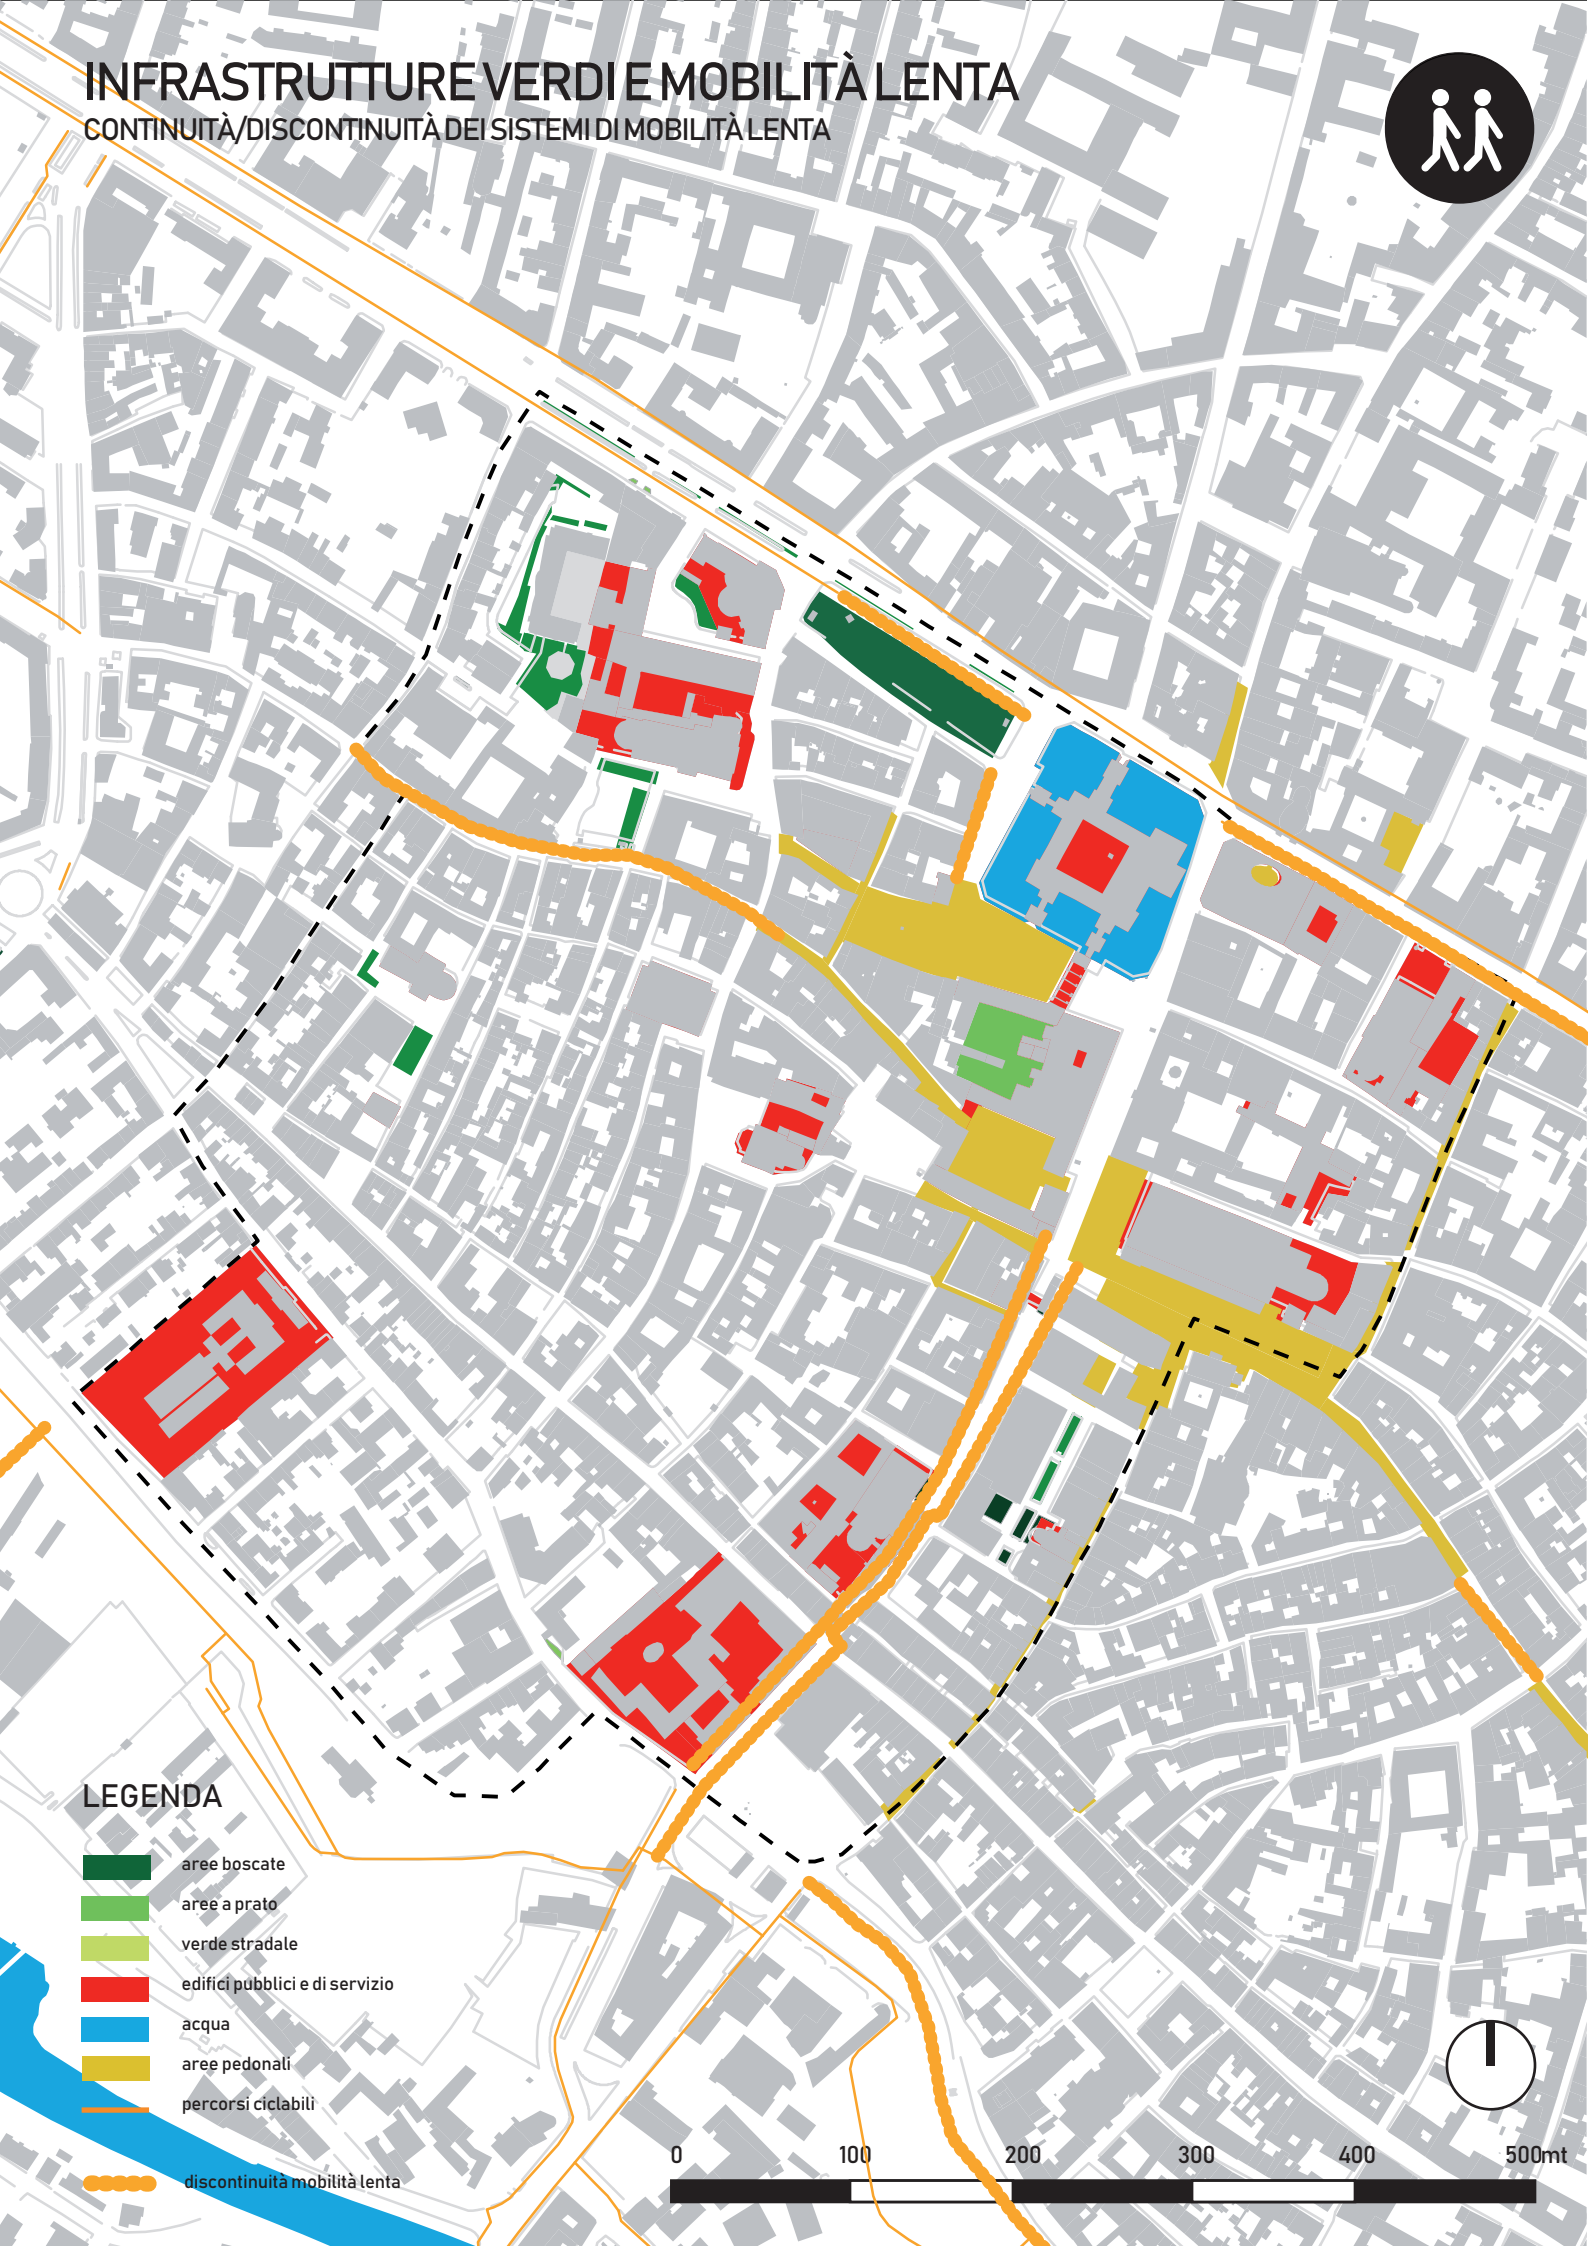 INFRASTRUTTURE VERDI E MOBILITÀ LENTA
CONTINUITÀ/DISCONTINUITÀ DEI SISTEMI DI MOBILITÀ LENTA
LEGENDA
aree boscate
aree a prato
verde stradale
edifici pubblici e di servizio
acqua
aree pedonali
percorsi ciclabili
discontinuità mobilità lenta
0 100 200 300 400 500mt